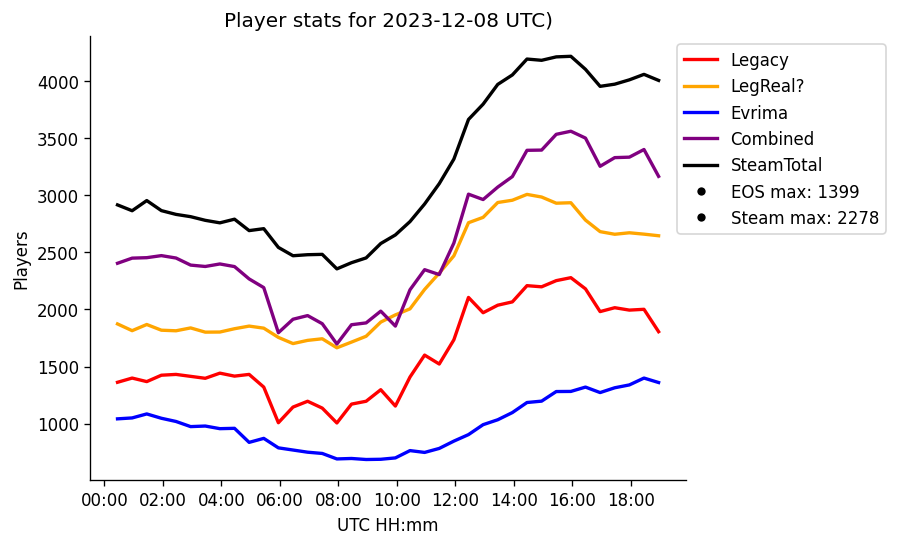 Player stats for 2023-12-08 UTC)
Legacy
LegReal?
Evrima
Combined
SteamTotal
EOS max: 1399
Steam max: 2278
Players
4000
3500
3000
2500
2000
1500
1000
00:00 02:00 04:00 06:00 08:00 10:00 12:00 14:00 16:00 18:00
UTC HH:mm